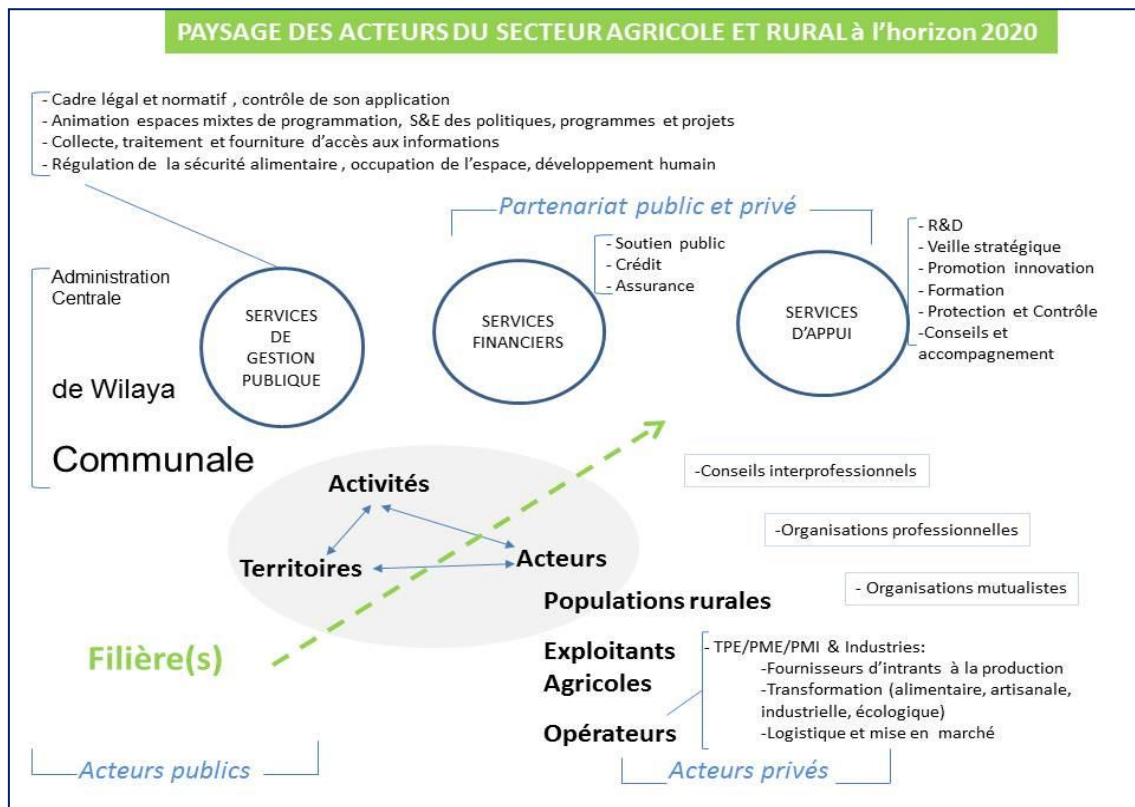 PAYSAGE DES ACTEURS DU SECTEUR AGRICOLE ET RURAL à l’horizon 2020
- Cadre légal et normatif , contrôle de son application
- Animation espaces mixtes de programmation, S&E des politiques, programmes et projets
- Collecte, traitement et fourniture d’accès aux informations
- Régulation de la sécurité alimentaire , occupation de l’espace, développement humain
Partenariat public et privé
- Soutien public
- Crédit
- Assurance
- R&D
- Veille stratégique
- Promotion innovation
- Formation
- Protection et Contrôle
-Conseils et
accompagnement
Administration
Centrale
de Wilaya
Communale
SERVICES
DE
GESTION
PUBLIQUE
SERVICES
FINANCIERS
SERVICES
D’APPUI
Activités
Territoires
Acteurs
-Conseils interprofessionnels
-Organisations professionnelles
- Organisations mutualistes
Populations rurales
Filière(s)
Exploitants
Agricoles
Opérateurs
- TPE/PME/PMI & Industries:
-Fournisseurs d’intrants à la production
-Transformation (alimentaire, artisanale,
industrielle, écologique)
-Logistique et mise en marché
Acteurs publics
Acteurs privés